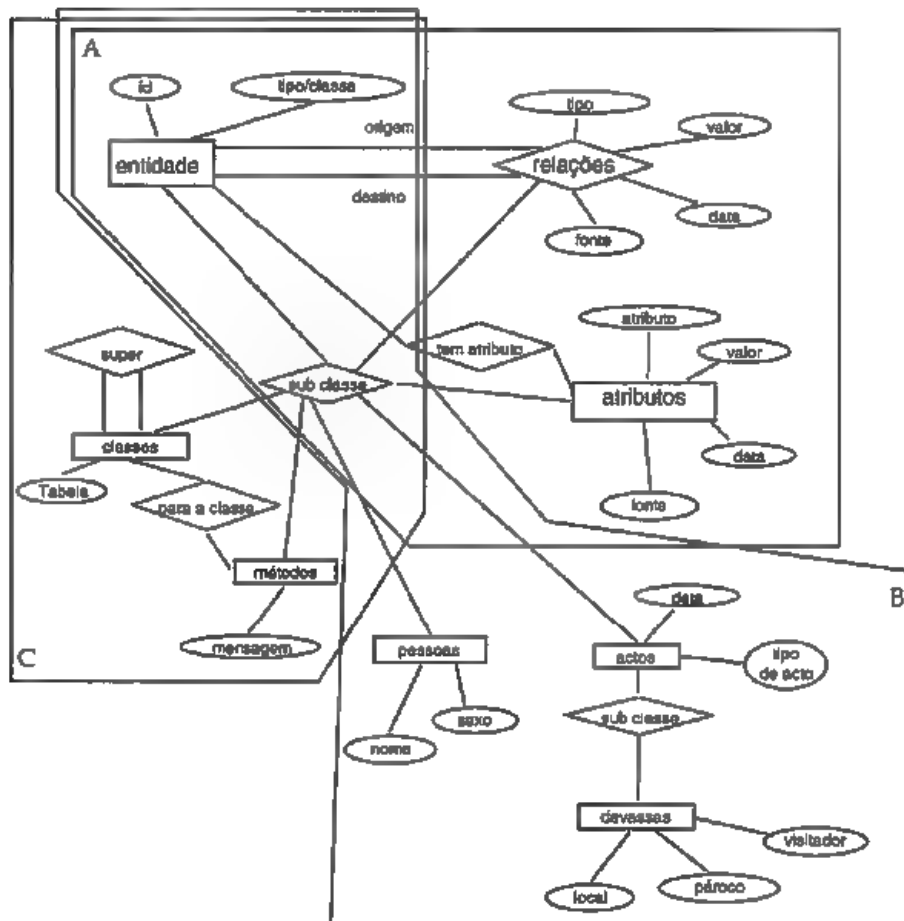 A
id
tipo/classe
tipo
origem
valor
entidade
relações
destino
data
fonte
atributo
super
tem atributo
valor
sub classe
atributos
classes
data
Tabela
para a classe
fonte
métodos
data
B
mensagem
C
pessoas
actos
tipo
de acto
sexo
sub classe
nome
devassas
visitador
local
pároco